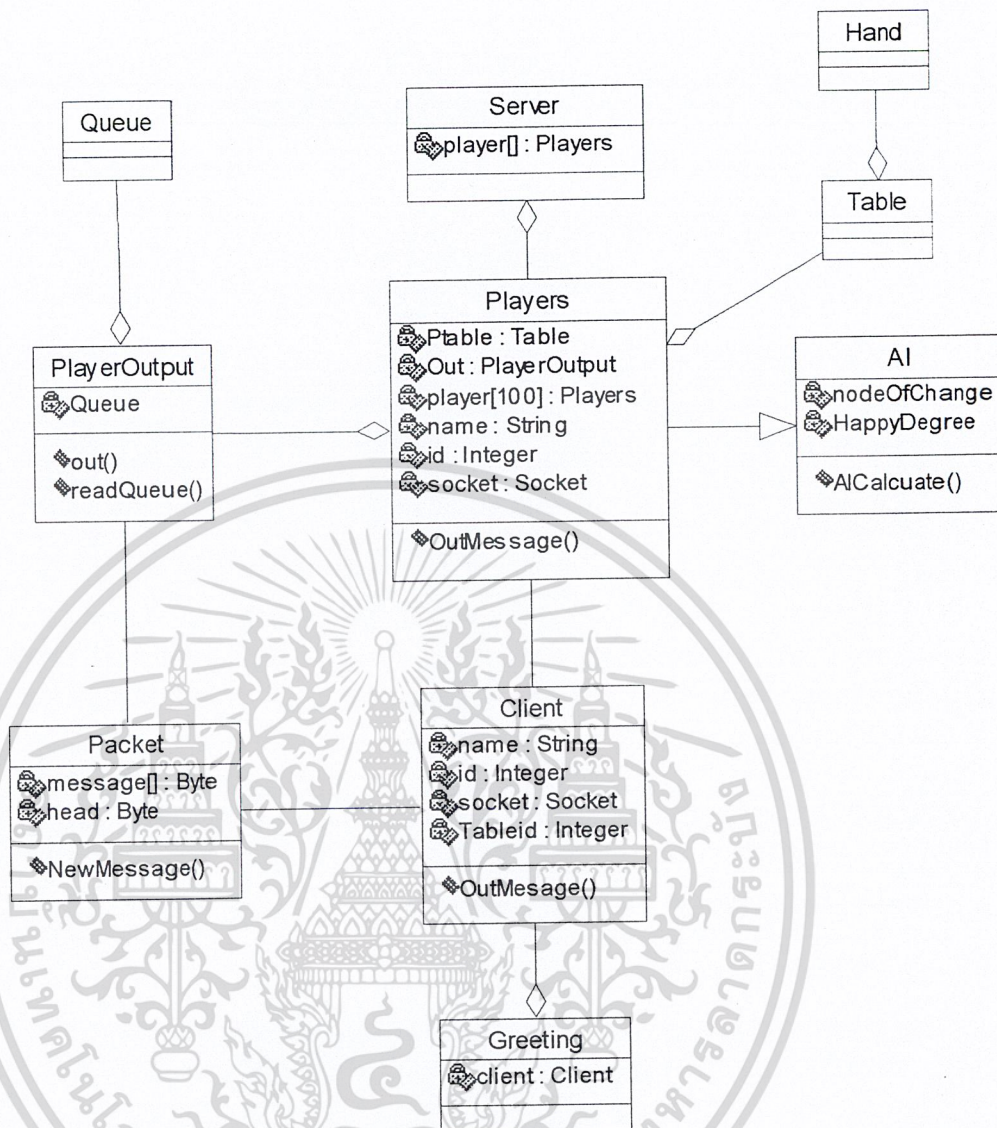 Hand
Queue
Server
player[] : Players
Table
Players
Ptable : Table
Out : PlayerOutput
player[100] : Players
name : String
id : Integer
socket : Socket
OutMessage()
PlayerOutput
Queue
out()
readQueue()
AI
nodeOfChange
HappyDegree
AICalcuate()
Packet
message[] : Byte
head : Byte
NewMessage()
Client
name : String
id : Integer
socket : Socket
Tableid : Integer
OutMesage()
Greeting
client : Client